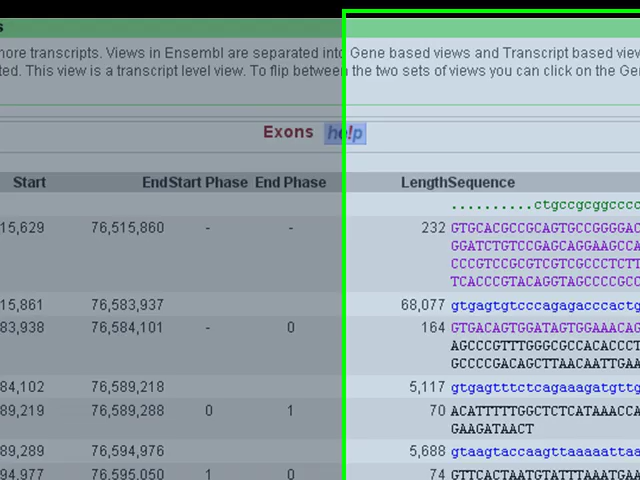 s
more transcripts. Views in Ensembl are separated into Gene based views and Transcript based view
ted. This view is a transcript level view. To flip between the two sets of views you can click on the Ge
Exons help
Start End Start Phase End Phase Length Sequence
..........ctgccgcggcccc
15,629 76,515,860 - - 232 GTGCACGCCGCAGTGCCGGGGAC
GGATCTGTCCGAGCAGGAAGCCA
CCCGTCCGCGTCGTCGCCCTCTT
TCACCCGTACAGGTAGCCCCGCC
15,861 76,583,937 68,077 gtgagtgtcccagagacccactg
83,938 76,584,101 - 0 164 GTGACAGTGGATAGTGGAAACAG
AGCCCGTTTGGGCGCCACACCCT
GCCCCGACAGCTTAACAATTGAA
84,102 76,589,218 5,117 gtgagtttctcagaaagatgttg
89,219 76,589,288 0 1 70 ACATTTTTGGCTCTCATAAACCA
GAAGATAACT
89,289 76,594,976 5,688 gtaagtaccaagttaaaaattaa
94,977 76,595,050 1 0 74 GTTCACTAATGTATTTAAATGAA